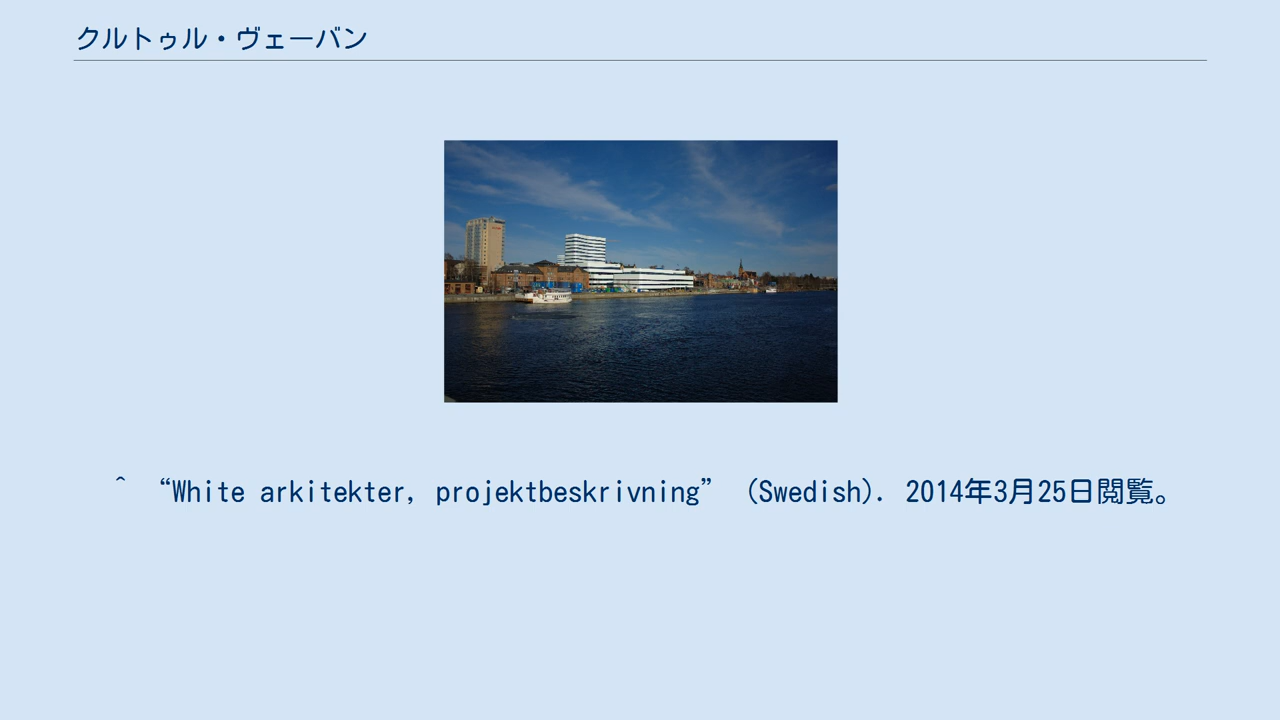 クルトゥル・ヴェーバン
^ “White arkitekter, projektbeskrivning” (Swedish). 2014年3月25日閲覧。